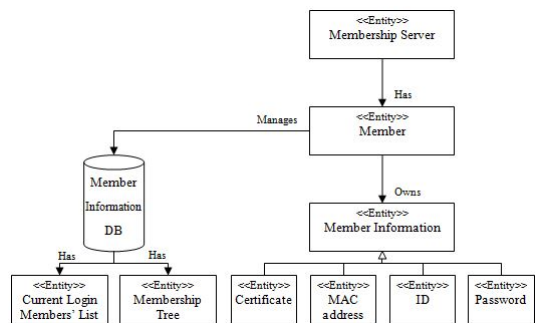 <<Entity>>
Membership Server
Has
<<Entity>>
Member
Manages
Owns
Member
Information
DB
<<Entity>>
Member Information
Has
Has
<<Entity>>
Current Login
Members' List
<<Entity>>
Membership
Tree
<<Entity>>
Certificate
<<Entity>>
MAC
address
<<Entity>>
ID
<<Entity>>
Password